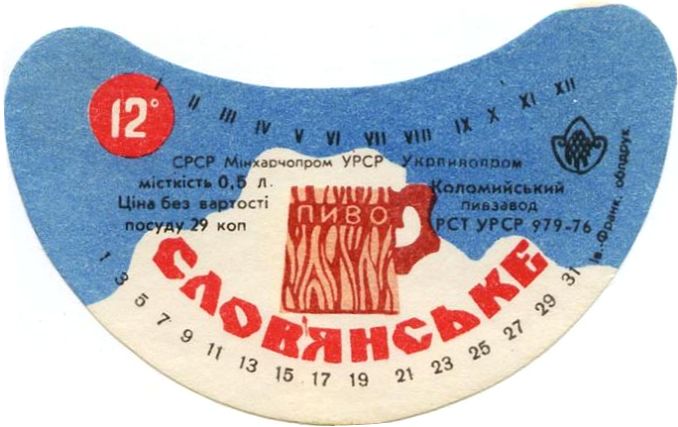 12°
I II III IV V VI VII VIII IX X XI XII
СРСР Мінхарчопром УРСР Укрпивопром
місткість 0,5 л.
Ціна без вартості
посуду 29 коп
Коломийський
пивзавод
РСТ УРСР 979-76
Ів.-Франк. облдрук
ПИВО
СЛОВ'ЯНСЬКЕ
1 3 5 7 9 11 13 15 17 19 21 23 25 27 29 31